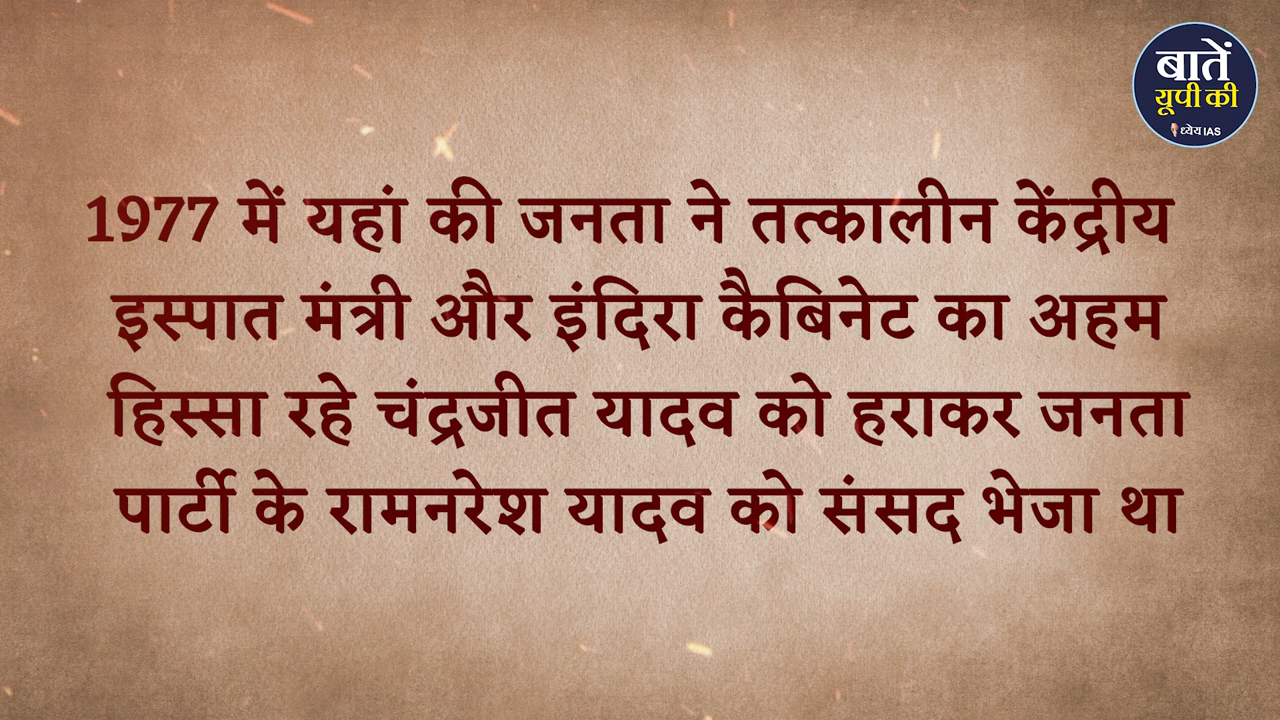 बातें
यूपी की
ध्येय IAS
1977 में यहां की जनता ने तत्कालीन केंद्रीय
इस्पात मंत्री और इंदिरा कैबिनेट का अहम
हिस्सा रहे चंद्रजीत यादव को हराकर जनता
पार्टी के रामनरेश यादव को संसद भेजा था